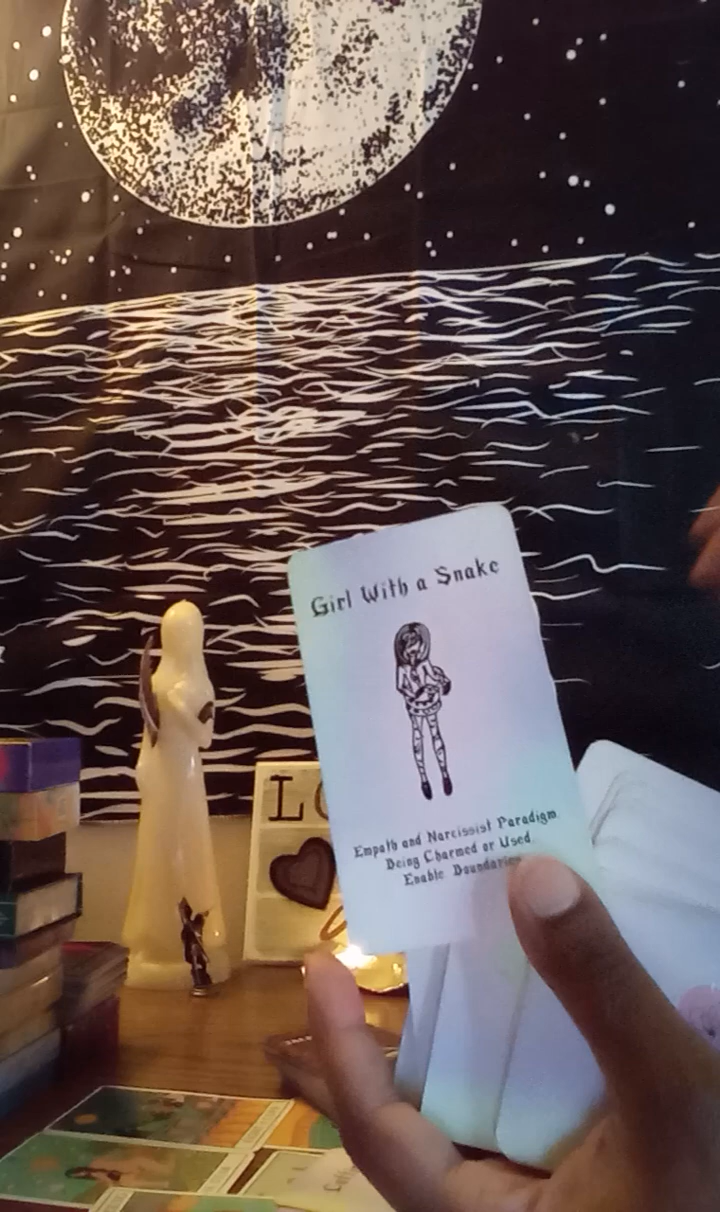 Girl With a Snake
Empath and Narcissist Paradigm
Being Charmed or Used.
Enable Boundaries
L